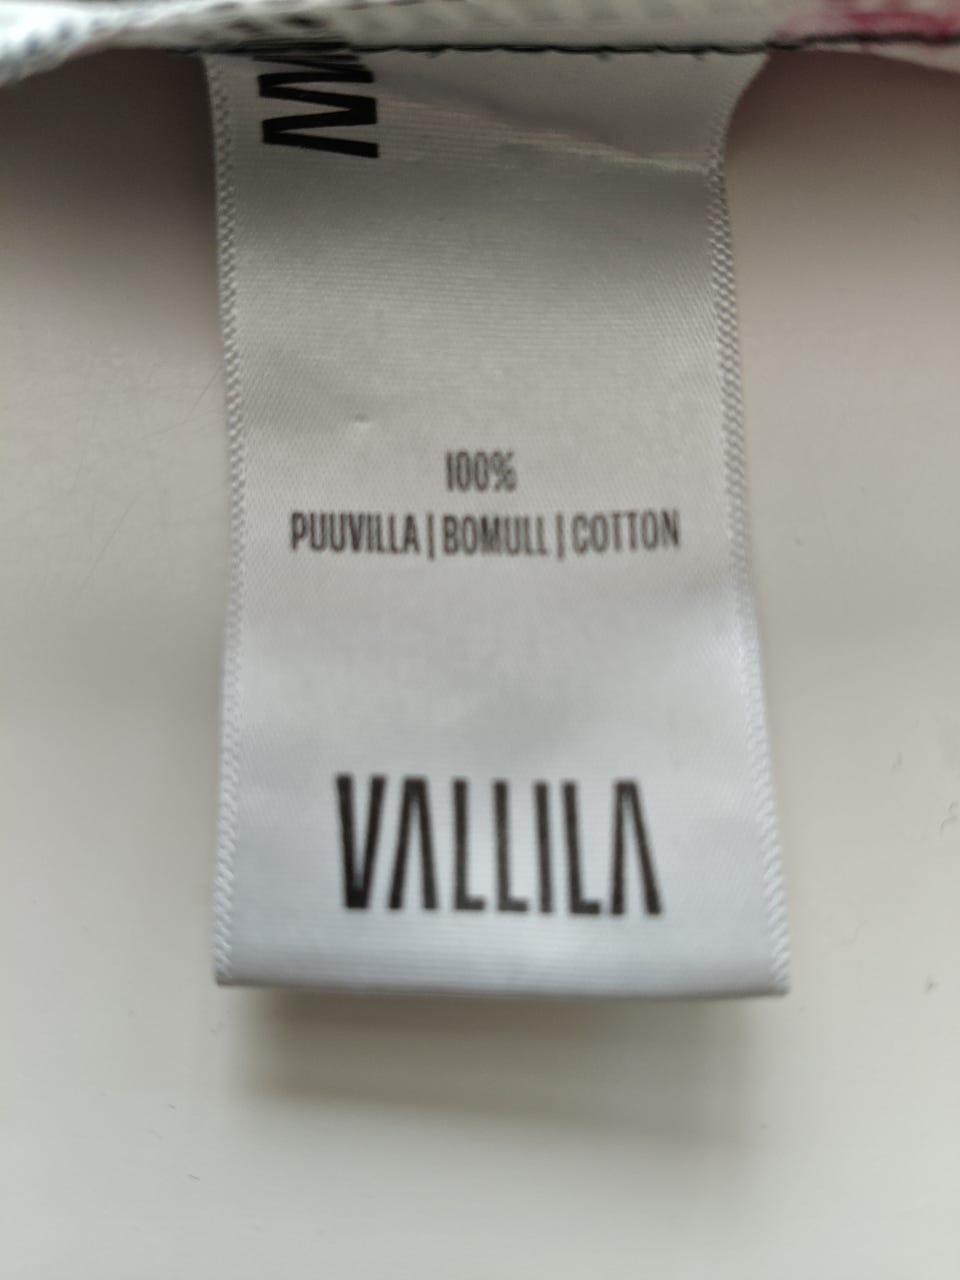 100%
PUUVILLA | BOMULL | COTTON
VALLILA